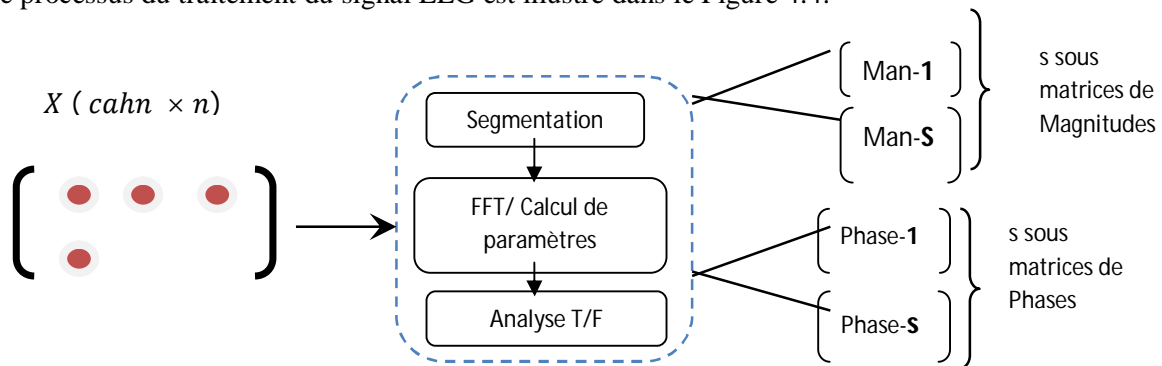 e processus du traitement du signal EEG est illustré dans le Figure 4.4.
X ( cahn × n)
Segmentation
FFT/ Calcul de
paramètres
Analyse T/F
Man-1
Man-S
s sous
matrices de
Magnitudes
Phase-1
Phase-S
s sous
matrices de
Phases